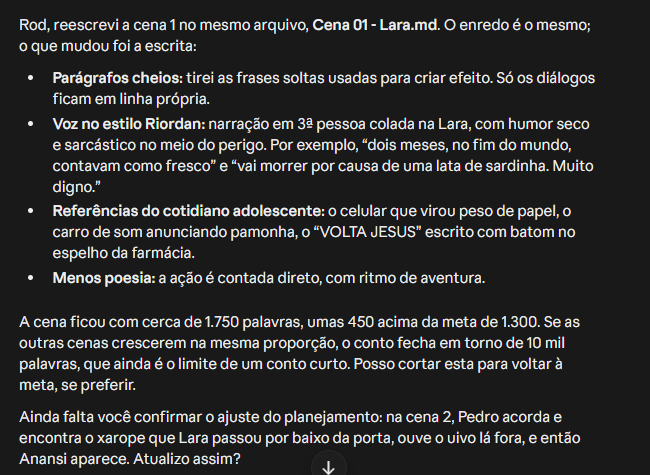 Rod, reescrevi a cena 1 no mesmo arquivo, Cena 01 - Lara.md. O enredo é o mesmo;
o que mudou foi a escrita:
• Parágrafos cheios: tirei as frases soltas usadas para criar efeito. Só os diálogos
ficam em linha própria.
• Voz no estilo Riordan: narração em 3ª pessoa colada na Lara, com humor seco
e sarcástico no meio do perigo. Por exemplo, “dois meses, no fim do mundo,
contavam como fresco” e “vai morrer por causa de uma lata de sardinha. Muito
digno.”
• Referências do cotidiano adolescente: o celular que virou peso de papel, o
carro de som anunciando pamonha, o “VOLTA JESUS” escrito com batom no
espelho da farmácia.
• Menos poesia: a ação é contada direto, com ritmo de aventura.
A cena ficou com cerca de 1.750 palavras, umas 450 acima da meta de 1.300. Se as
outras cenas crescerem na mesma proporção, o conto fecha em torno de 10 mil
palavras, que ainda é o limite de um conto curto. Posso cortar esta para voltar à
meta, se preferir.
Ainda falta você confirmar o ajuste do planejamento: na cena 2, Pedro acorda e
encontra o xarope que Lara passou por baixo da porta, ouve o uivo lá fora, e então
Anansi aparece. Atualizo assim?